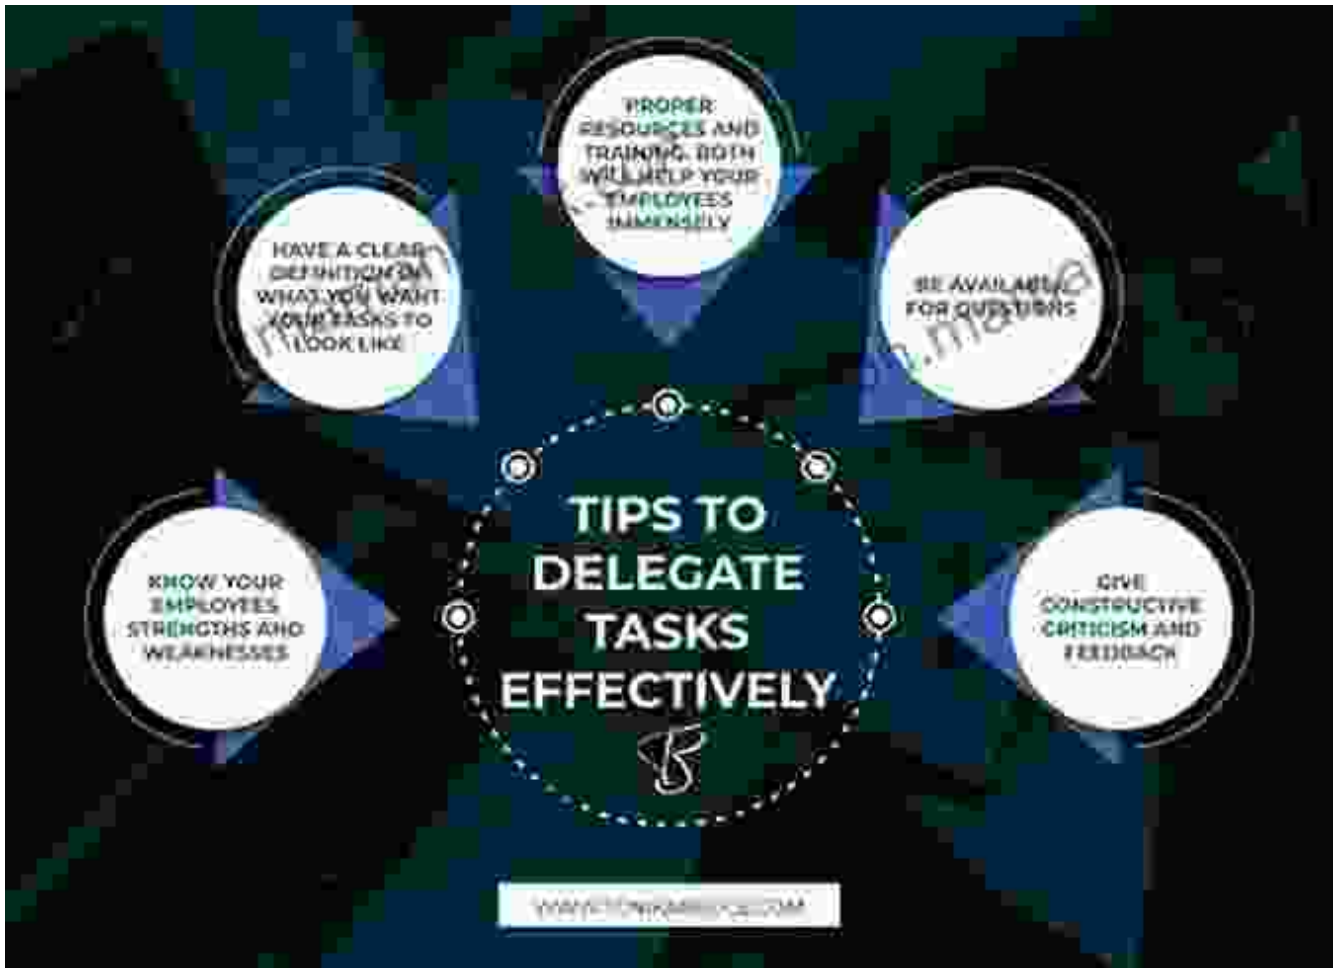 PROPER
RESOURCES AND
TRAINING. BOTH
WILL HELP YOUR
EMPLOYEES
IMMENSELY
HAVE A CLEAR
DEFINITION OF
WHAT YOU WANT
YOUR TASKS TO
LOOK LIKE
BE AVAILABLE
FOR QUESTIONS
KNOW YOUR
EMPLOYEES
STRENGTHS AND
WEAKNESSES
TIPS TO
DELEGATE
TASKS
EFFECTIVELY
GIVE
CONSTRUCTIVE
CRITICISM AND
FEEDBACK